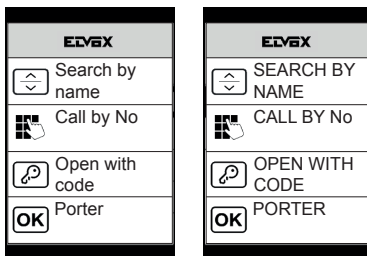 ELVOX
Search by
name
Call by No
Open with
code
OK Porter
ELVOX
SEARCH BY
NAME
CALL BY No
OPEN WITH
CODE
OK PORTER